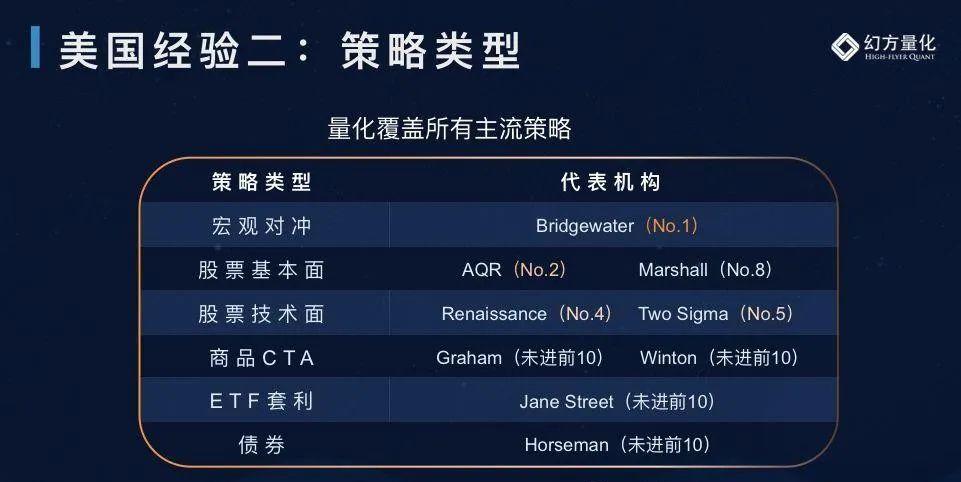 美国经验二：策略类型
幻方量化
HIGH-FLYER QUANT
量化覆盖所有主流策略
策略类型 代表机构
宏观对冲 Bridgewater（No.1）
股票基本面 AQR（No.2） Marshall（No.8）
股票技术面 Renaissance（No.4） Two Sigma（No.5）
商品CTA Graham（未进前10） Winton（未进前10）
ETF套利 Jane Street（未进前10）
债券 Horseman（未进前10）